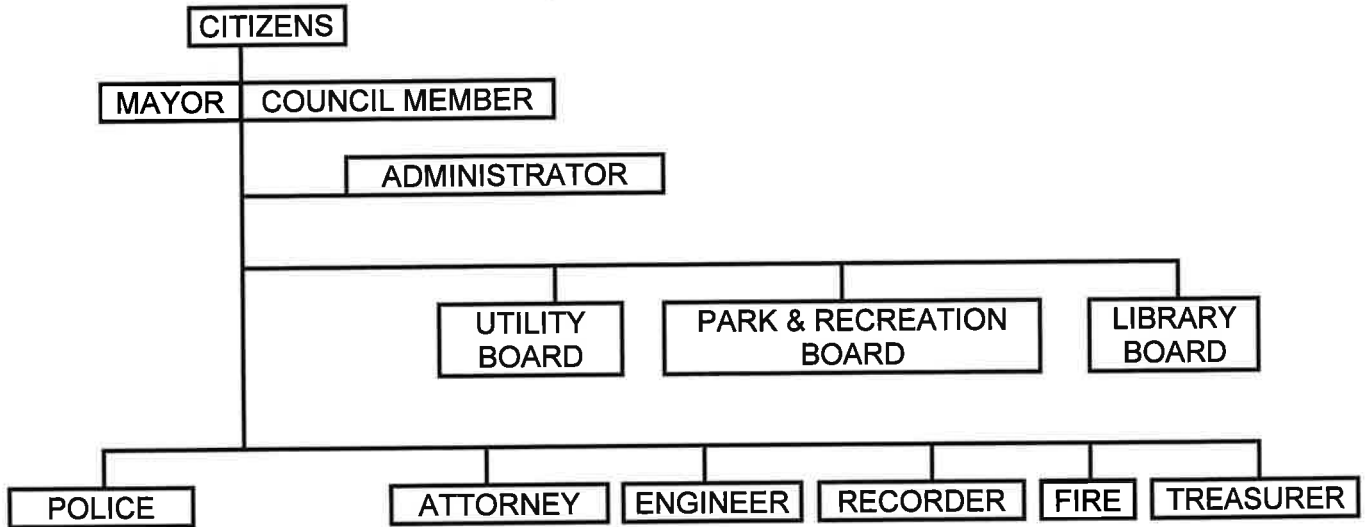 CITIZENS
MAYOR COUNCIL MEMBER
ADMINISTRATOR
UTILITY
BOARD
PARK & RECREATION
BOARD
LIBRARY
BOARD
POLICE
ATTORNEY
ENGINEER
RECORDER
FIRE
TREASURER